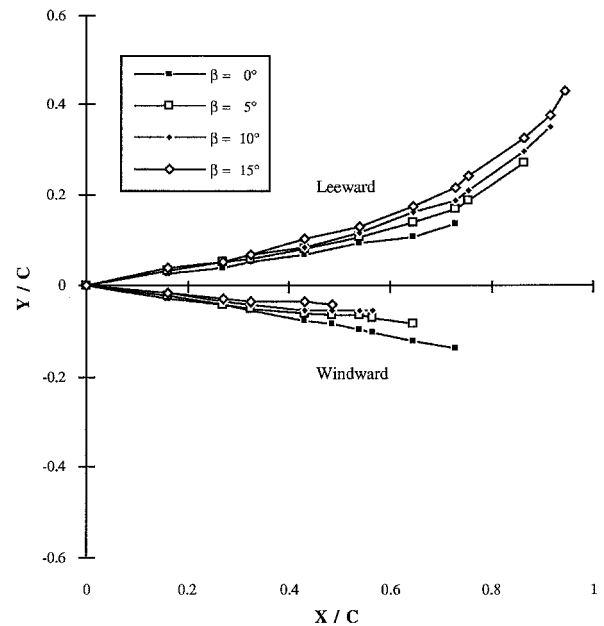 0.6
0.4
0.2
0
-0.2
-0.4
-0.6
Y / C
β = 0°
β = 5°
β = 10°
β = 15°
Leeward
Windward
0 0.2 0.4 0.6 0.8 1
X / C